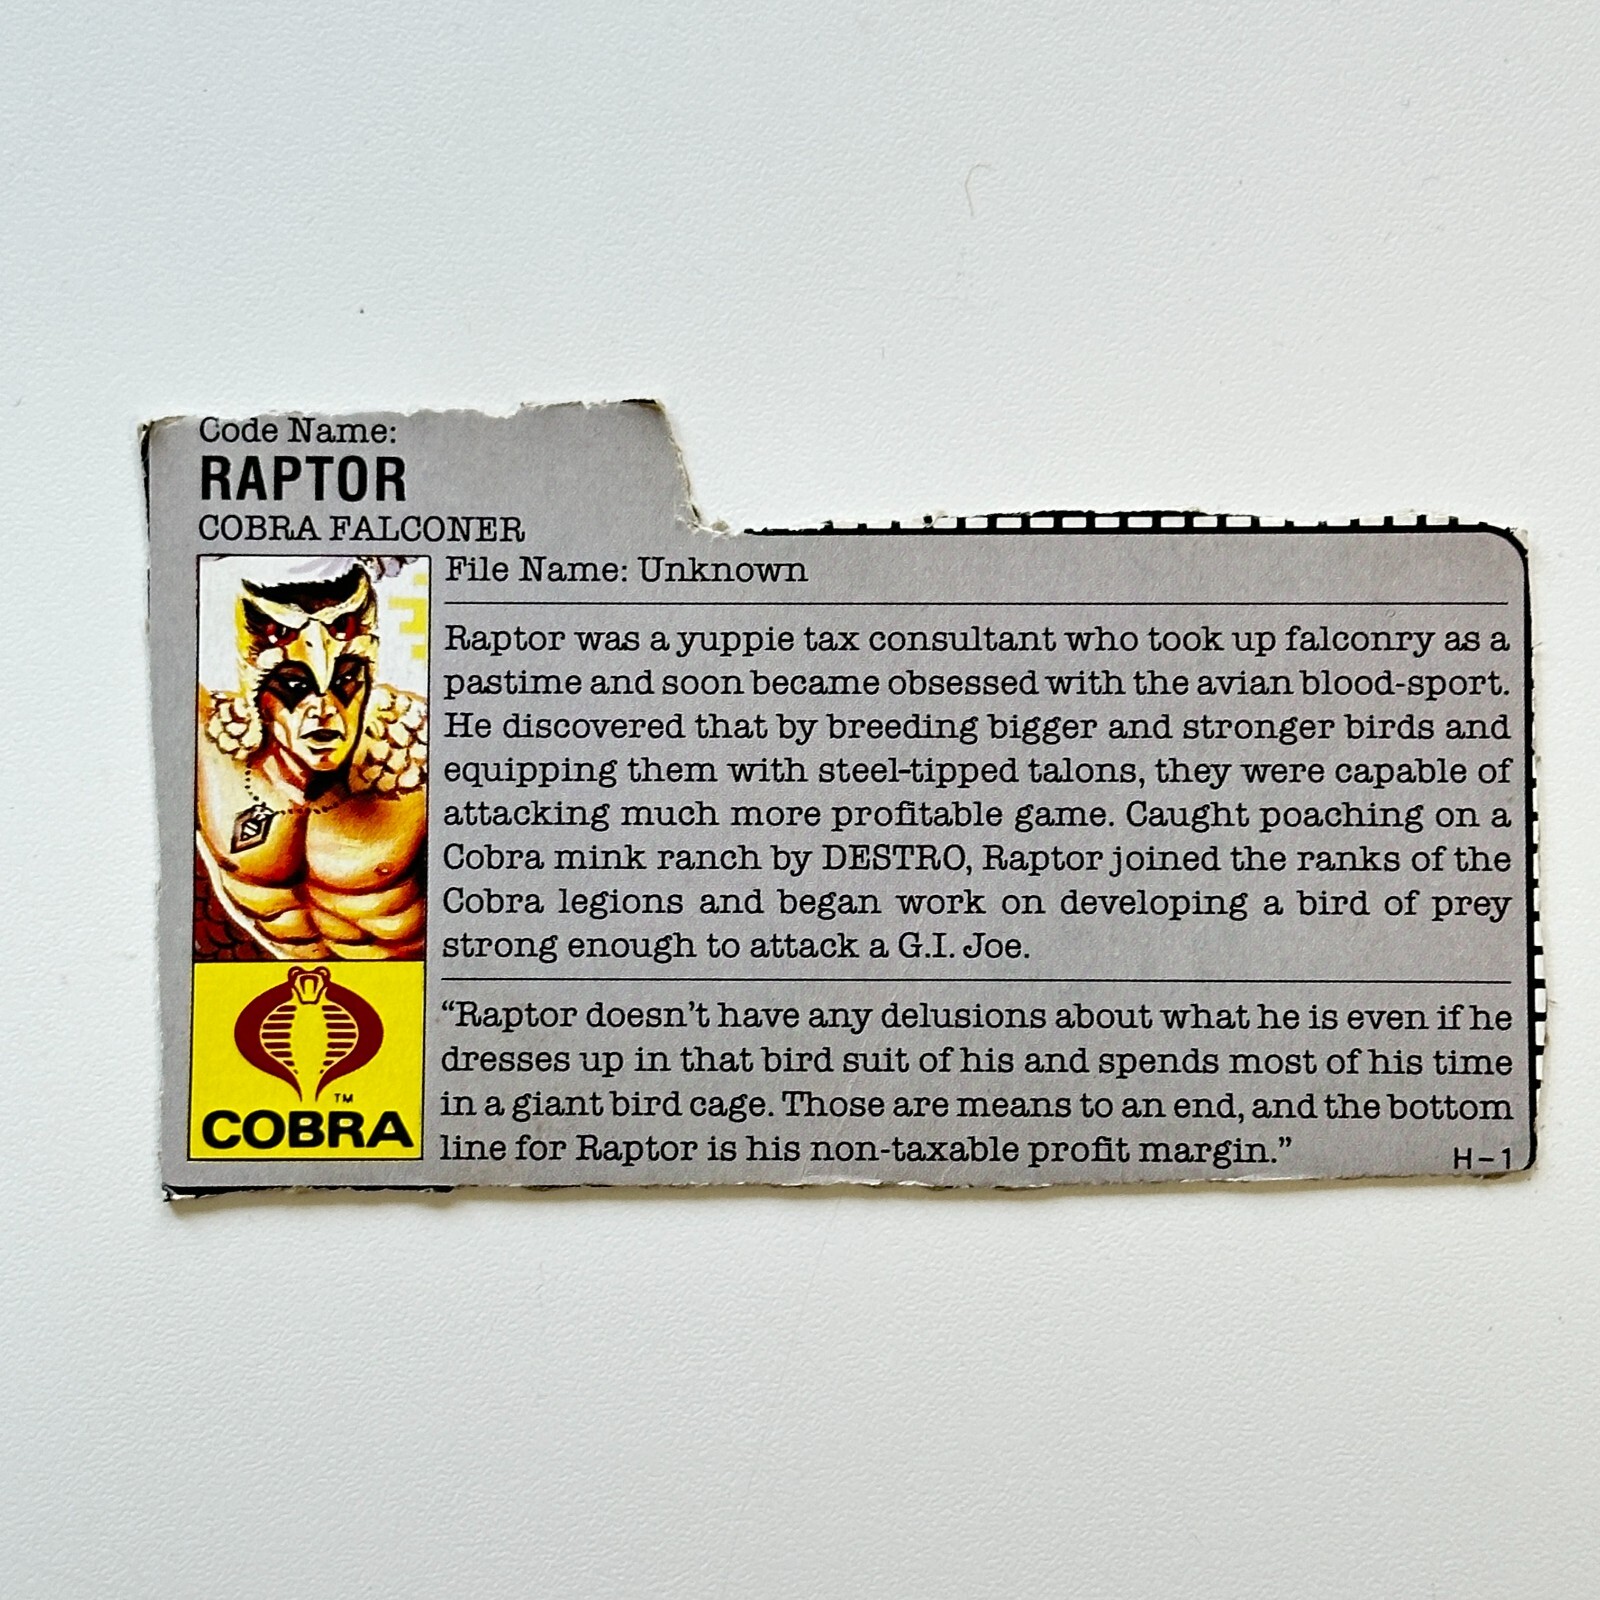 Code Name:
RAPTOR
COBRA FALCONER
File Name: Unknown
Raptor was a yuppie tax consultant who took up falconry as a
pastime and soon became obsessed with the avian blood-sport.
He discovered that by breeding bigger and stronger birds and
equipping them with steel-tipped talons, they were capable of
attacking much more profitable game. Caught poaching on a
Cobra mink ranch by DESTRO, Raptor joined the ranks of the
Cobra legions and began work on developing a bird of prey
strong enough to attack a G.I. Joe.
“Raptor doesn’t have any delusions about what he is even if he
dresses up in that bird suit of his and spends most of his time
in a giant bird cage. Those are means to an end, and the bottom
line for Raptor is his non-taxable profit margin.”
H-1
TM
COBRA